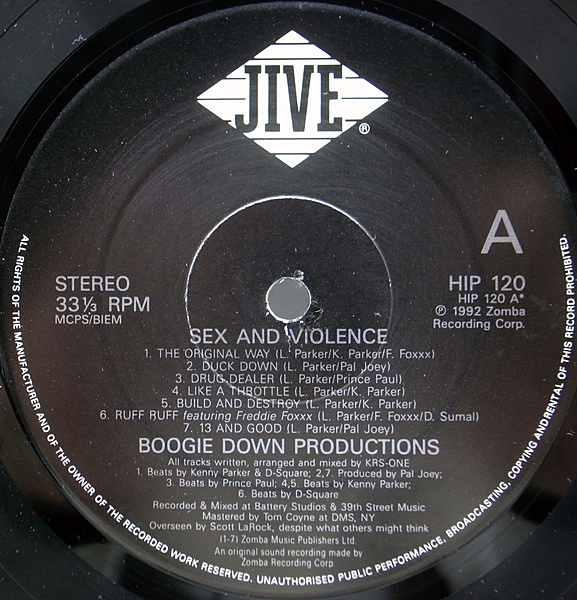 JIVE
®
A
STEREO
33⅓ RPM
MCPS/BIEM
HIP 120
HIP 120 A*
℗ 1992 Zomba
Recording Corp.
SEX AND VIOLENCE
1. THE ORIGINAL WAY (L. Parker/K. Parker/F. Foxxx)
2. DUCK DOWN (L. Parker/Pal Joey)
3. DRUG DEALER (L. Parker/Prince Paul)
4. LIKE A THROTTLE (L. Parker/K. Parker)
5. BUILD AND DESTROY (L. Parker/K. Parker)
6. RUFF RUFF featuring Freddie Foxxx (L. Parker/F. Foxxx/D. Sumal)
7. 13 AND GOOD (L. Parker/Pal Joey)
BOOGIE DOWN PRODUCTIONS
All tracks written, arranged and mixed by KRS-ONE
1. Beats by Kenny Parker & D-Square; 2,7. Produced by Pal Joey;
3. Beats by Prince Paul; 4,5. Beats by Kenny Parker;
6. Beats by D-Square
Recorded & Mixed at Battery Studios & 39th Street Music
Mastered by Tom Coyne at DMS, NY
Overseen by Scott LaRock, despite what others might think
(1-7) Zomba Music Publishers Ltd.
An original sound recording made by
Zomba Recording Corp.
ALL RIGHTS OF THE MANUFACTURER AND OF THE OWNER OF THE RECORDED WORK RESERVED. UNAUTHORISED PUBLIC PERFORMANCE, BROADCASTING, COPYING ANDRENTAL OF THIS RECORD PROHIBITED.